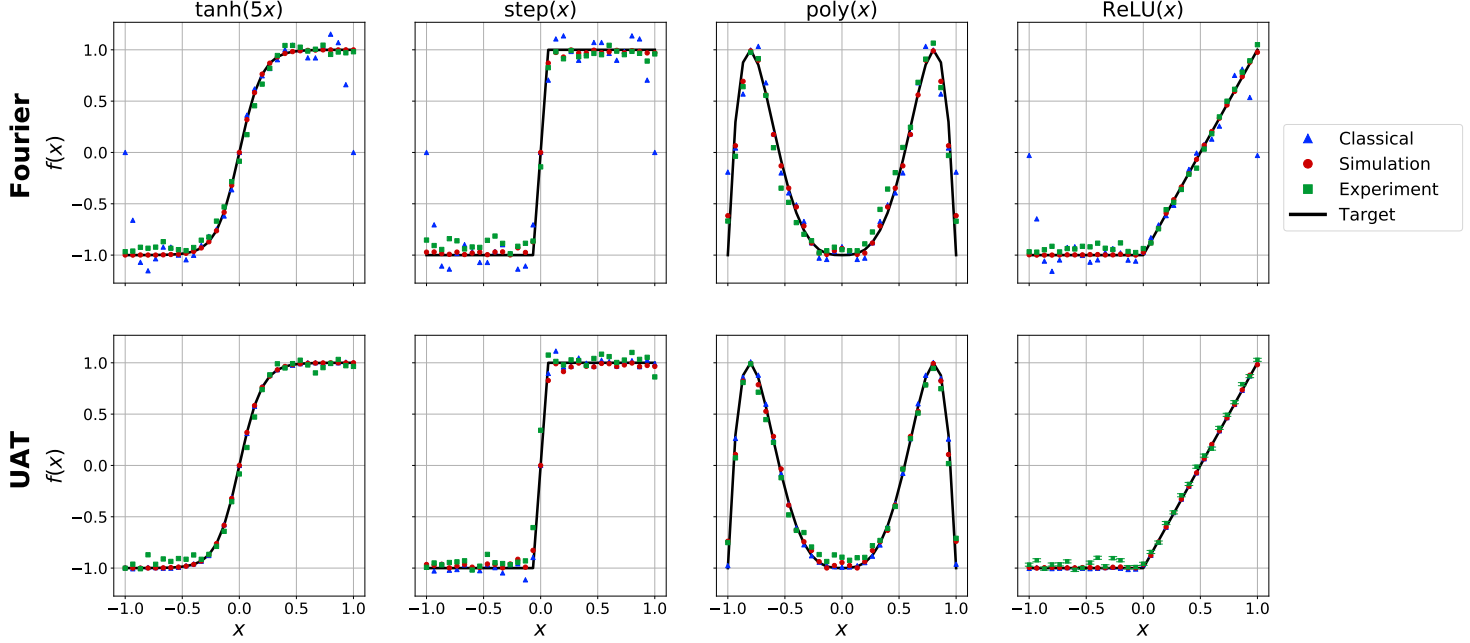 tanh(5x) step(x) poly(x) ReLU(x)
Fourier
f(x)
1.0
0.5
0.0
−0.5
−1.0
Classical
Simulation
Experiment
Target
UAT
f(x)
1.0
0.5
0.0
−0.5
−1.0
−1.0 −0.5 0.0 0.5 1.0 −1.0 −0.5 0.0 0.5 1.0 −1.0 −0.5 0.0 0.5 1.0 −1.0 −0.5 0.0 0.5 1.0
x x x x